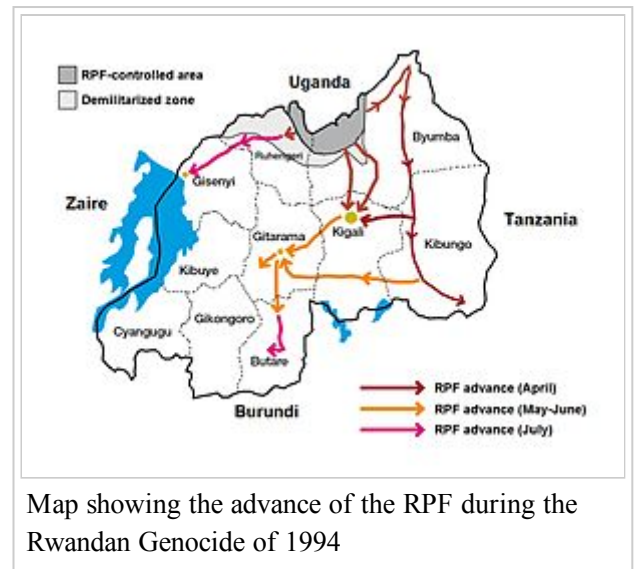 RPF-controlled area
Demilitarized zone
Uganda
Byumba
Ruhengeri
Gisenyi
Zaire
Tanzania
Kigali
Gitarama
Kibungo
Kibuye
Gikongoro
Cyangugu
Butare
Burundi
RPF advance (April)
RPF advance (May-June)
RPF advance (July)
Map showing the advance of the RPF during the
Rwandan Genocide of 1994